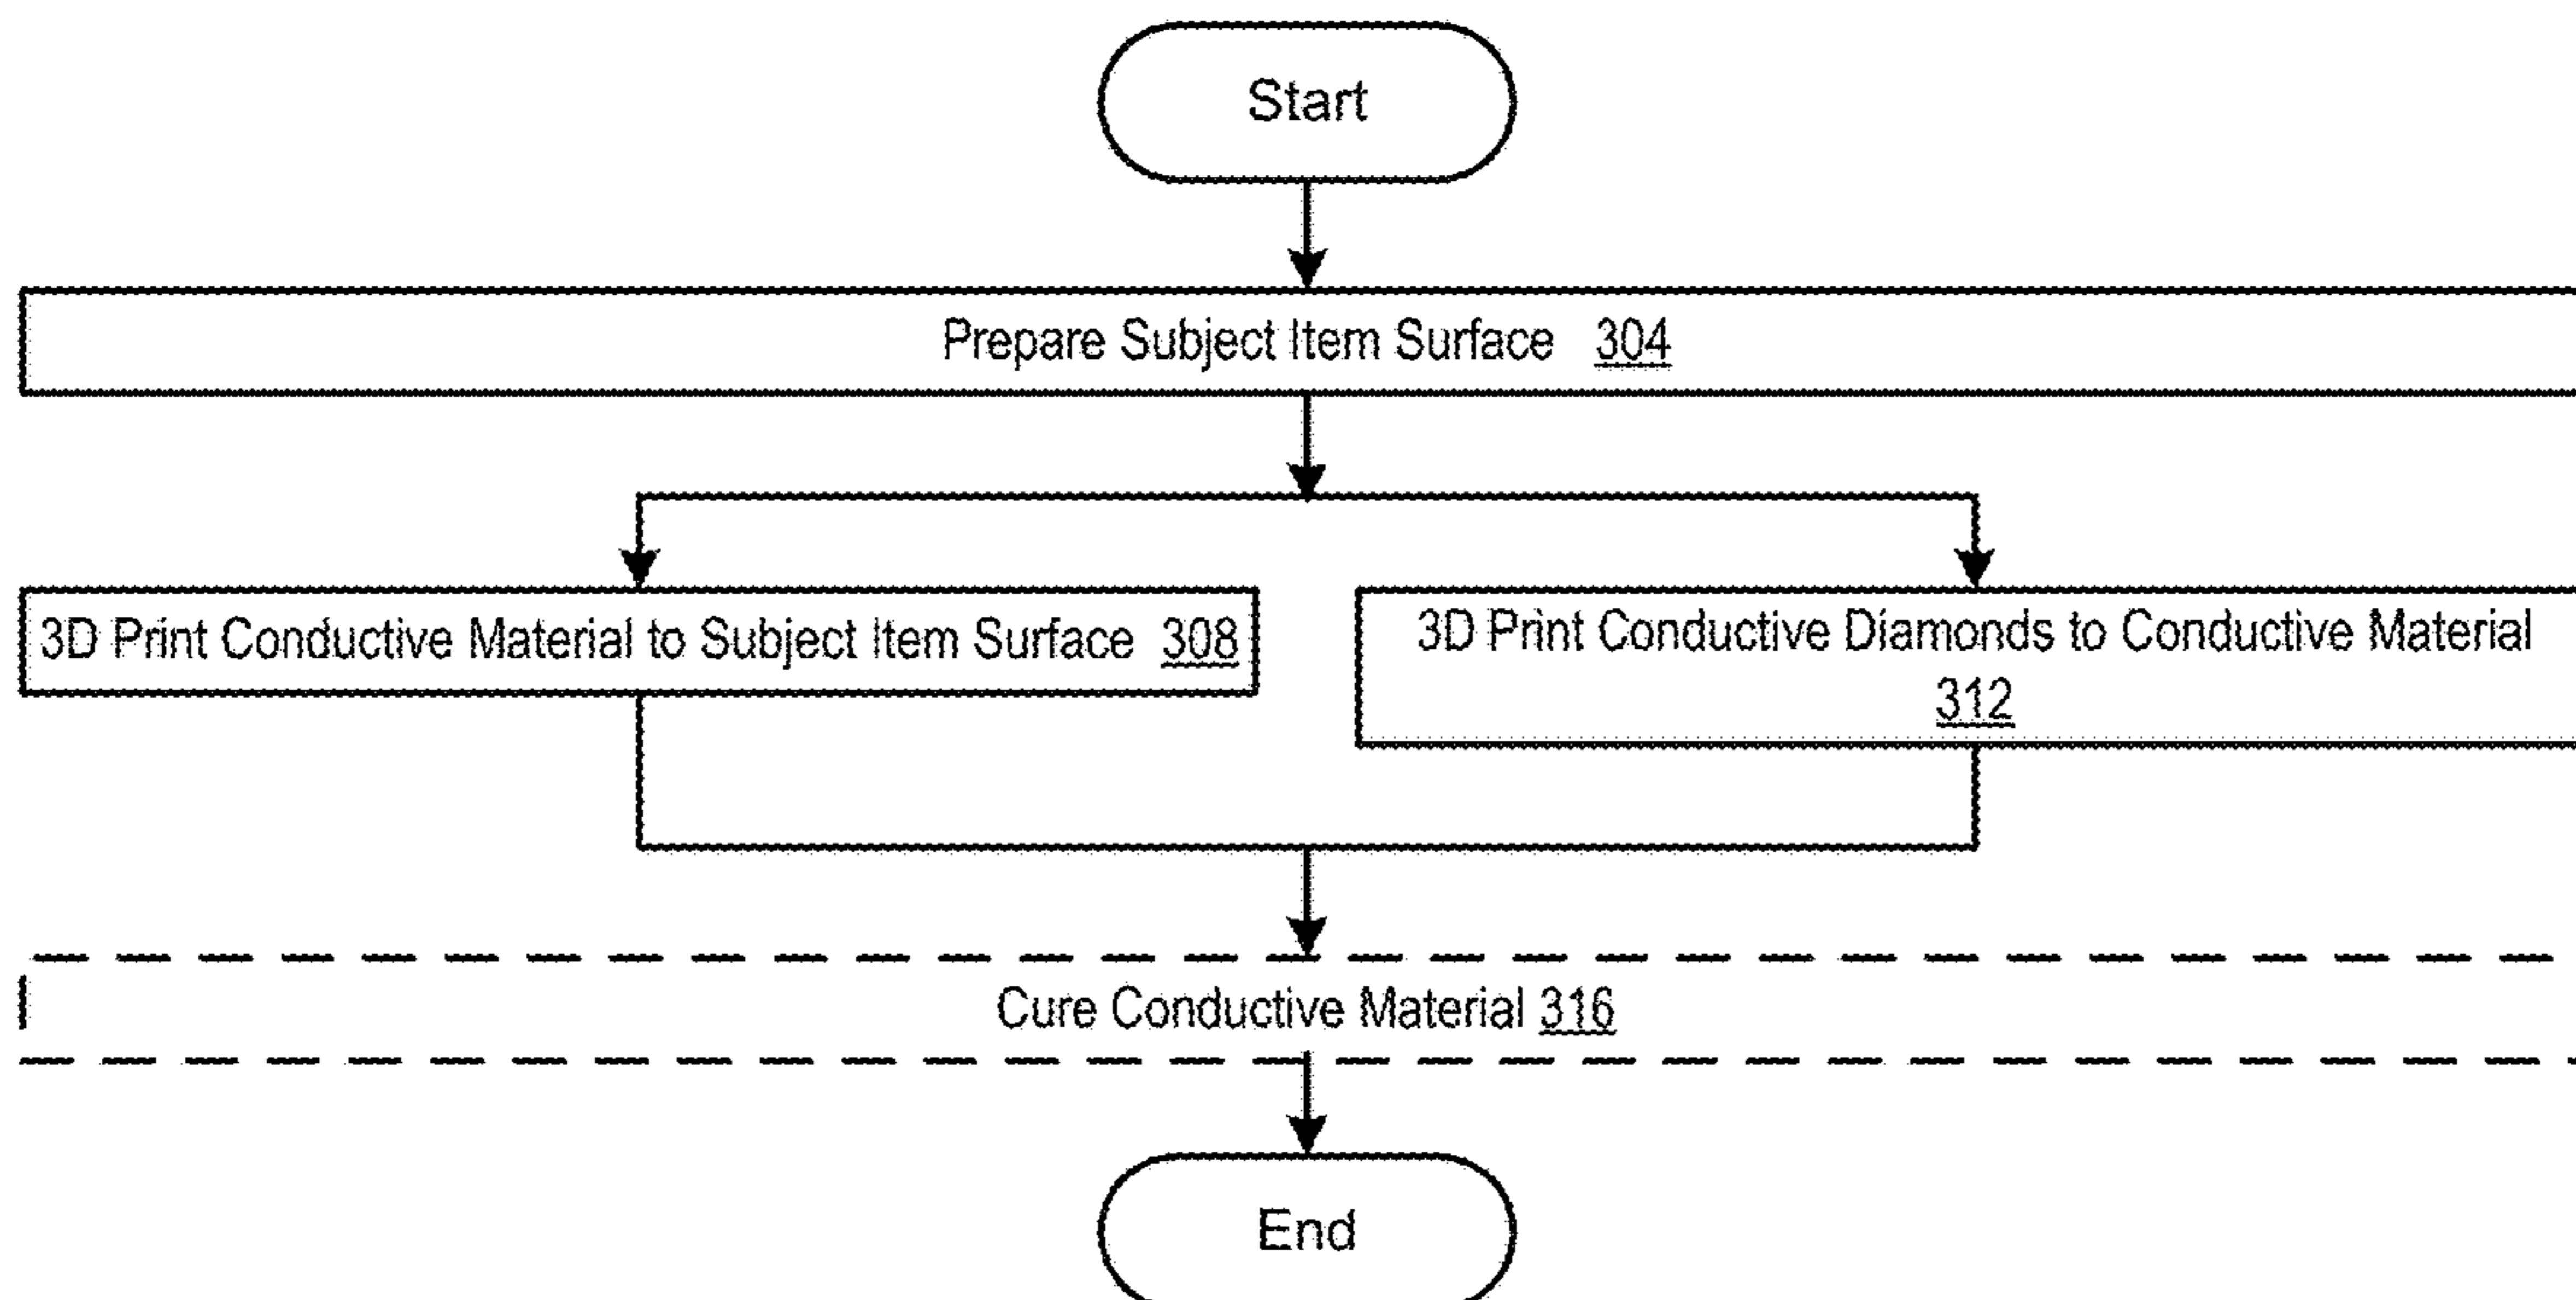 Start
Prepare Subject Item Surface 304
3D Print Conductive Material to Subject Item Surface 308
3D Print Conductive Diamonds to Conductive Material
312
Cure Conductive Material 316
End